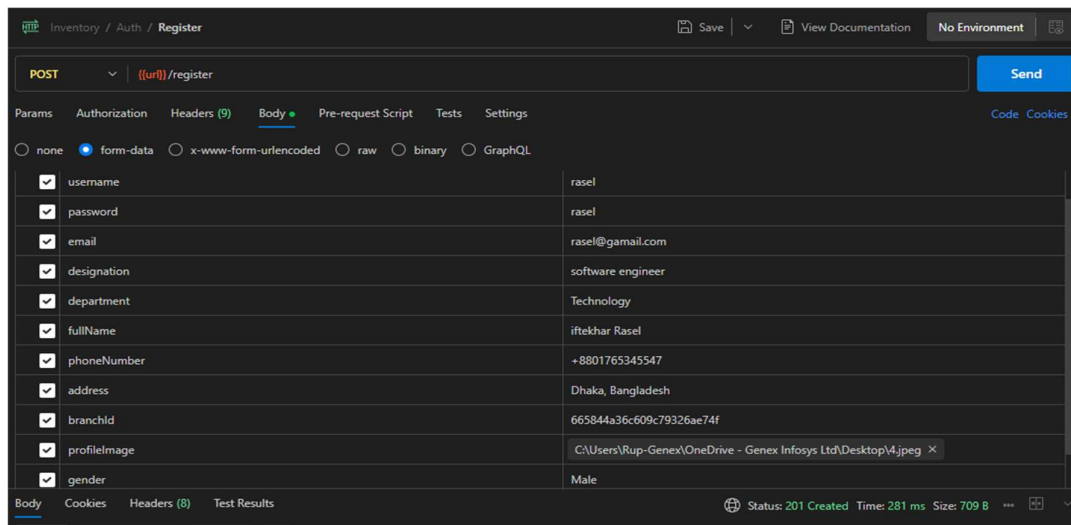 HTTP Inventory / Auth / Register Save View Documentation No Environment
POST {{url}}/register Send
Params Authorization Headers (9) Body Pre-request Script Tests Settings Code Cookies
none form-data x-www-form-urlencoded raw binary GraphQL
username rasel
password rasel
email rasel@gamail.com
designation software engineer
department Technology
fullName iftekhar Rasel
phoneNumber +8801765345547
address Dhaka, Bangladesh
branchId 665844a36c609c79326ae74f
profileImage C:\Users\Rup-Genex\OneDrive - Genex Infosys Ltd\Desktop\4.jpeg ×
gender Male
Body Cookies Headers (8) Test Results Status: 201 Created Time: 281 ms Size: 709 B